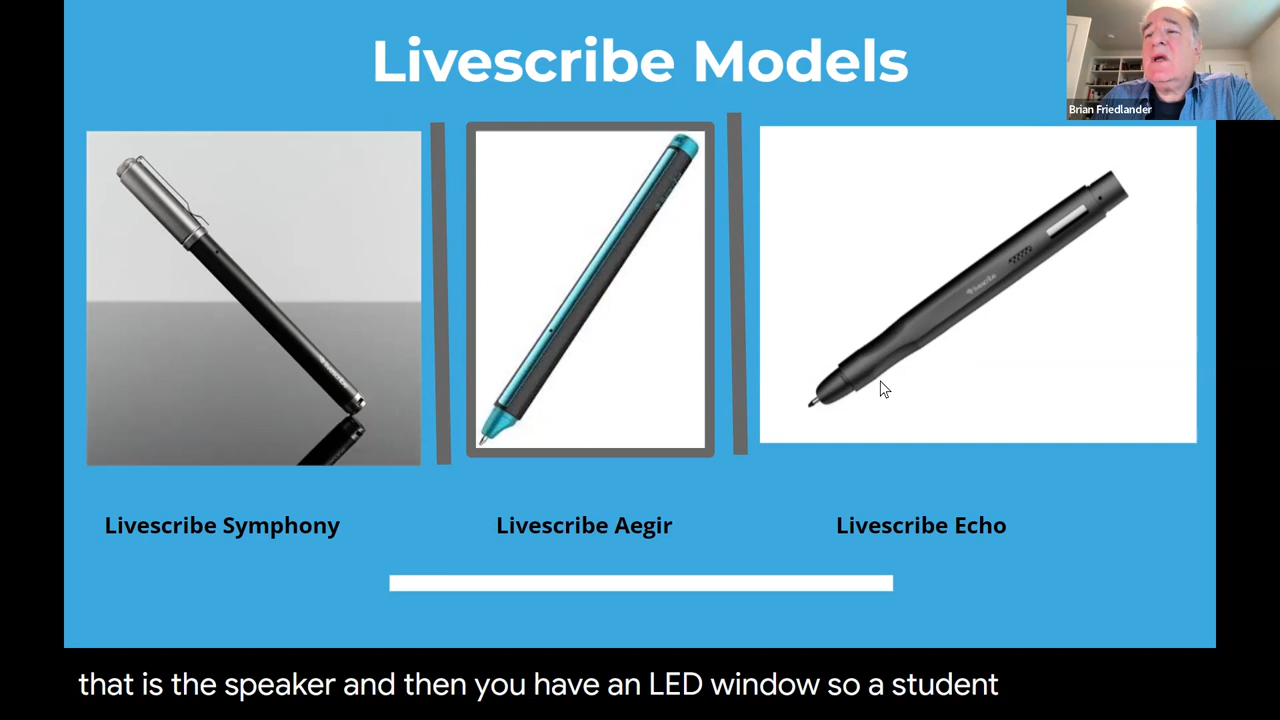 Livescribe Models
Brian Friedlander
livescribe
Livescribe Symphony
Livescribe Aegir
Livescribe Echo
that is the speaker and then you have an LED window so a student